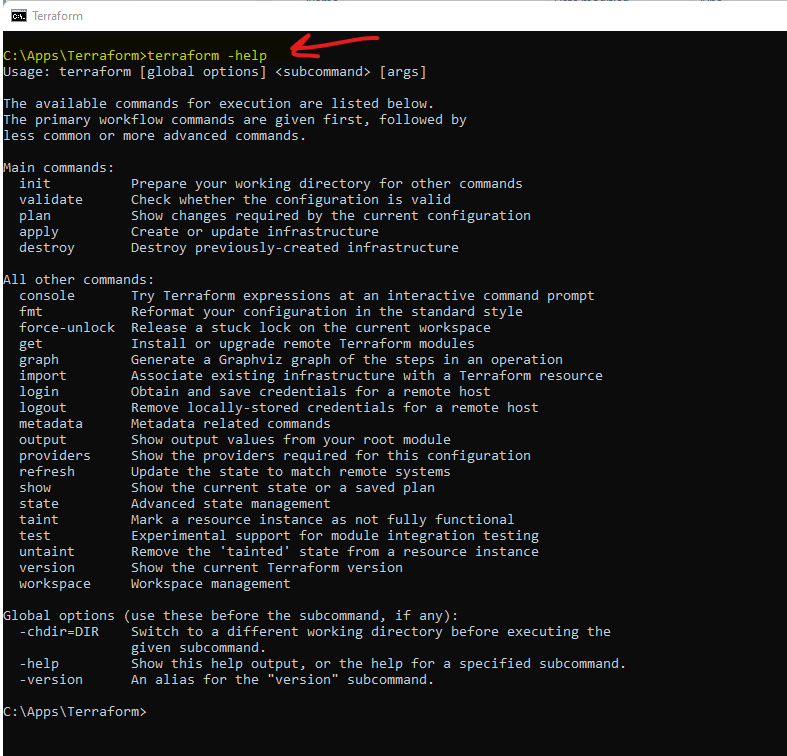 Terraform
C:\Apps\Terraform>terraform -help
Usage: terraform [global options] <subcommand> [args]
The available commands for execution are listed below.
The primary workflow commands are given first, followed by
less common or more advanced commands.
Main commands:
  init          Prepare your working directory for other commands
  validate      Check whether the configuration is valid
  plan          Show changes required by the current configuration
  apply         Create or update infrastructure
  destroy       Destroy previously-created infrastructure
All other commands:
  console       Try Terraform expressions at an interactive command prompt
  fmt           Reformat your configuration in the standard style
  force-unlock  Release a stuck lock on the current workspace
  get           Install or upgrade remote Terraform modules
  graph         Generate a Graphviz graph of the steps in an operation
  import        Associate existing infrastructure with a Terraform resource
  login         Obtain and save credentials for a remote host
  logout        Remove locally-stored credentials for a remote host
  metadata      Metadata related commands
  output        Show output values from your root module
  providers     Show the providers required for this configuration
  refresh       Update the state to match remote systems
  show          Show the current state or a saved plan
  state         Advanced state management
  taint         Mark a resource instance as not fully functional
  test          Experimental support for module integration testing
  untaint       Remove the 'tainted' state from a resource instance
  version       Show the current Terraform version
  workspace     Workspace management
Global options (use these before the subcommand, if any):
  -chdir=DIR    Switch to a different working directory before executing the
                given subcommand.
  -help         Show this help output, or the help for a specified subcommand.
  -version      An alias for the "version" subcommand.
C:\Apps\Terraform>